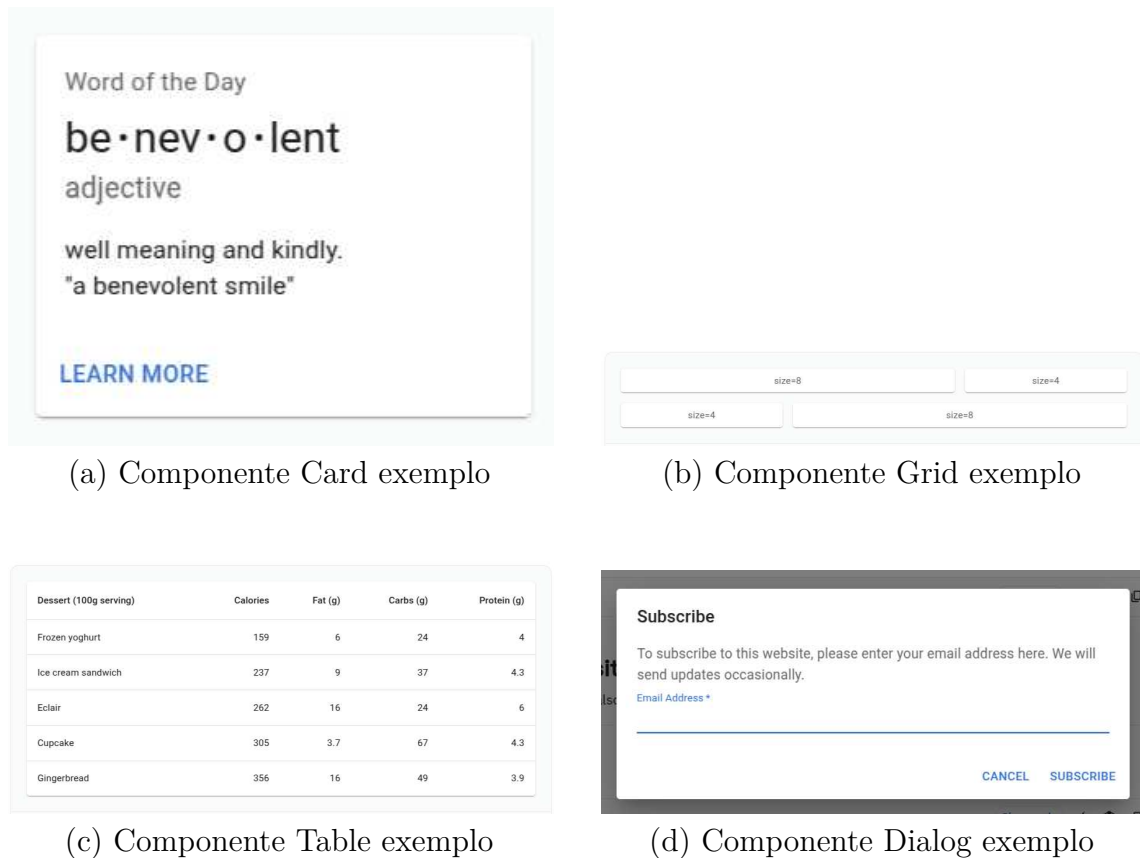 Word of the Day
be·nev·o·lent
adjective
well meaning and kindly.
"a benevolent smile"
LEARN MORE
(a) Componente Card exemplo
size=8 size=4
size=4 size=8
(b) Componente Grid exemplo
Dessert (100g serving) Calories Fat (g) Carbs (g) Protein (g)
Frozen yoghurt 159 6 24 4
Ice cream sandwich 237 9 37 4.3
Eclair 262 16 24 6
Cupcake 305 3.7 67 4.3
Gingerbread 356 16 49 3.9
(c) Componente Table exemplo
Subscribe
To subscribe to this website, please enter your email address here. We will
send updates occasionally.
Email Address *
CANCEL SUBSCRIBE
(d) Componente Dialog exemplo